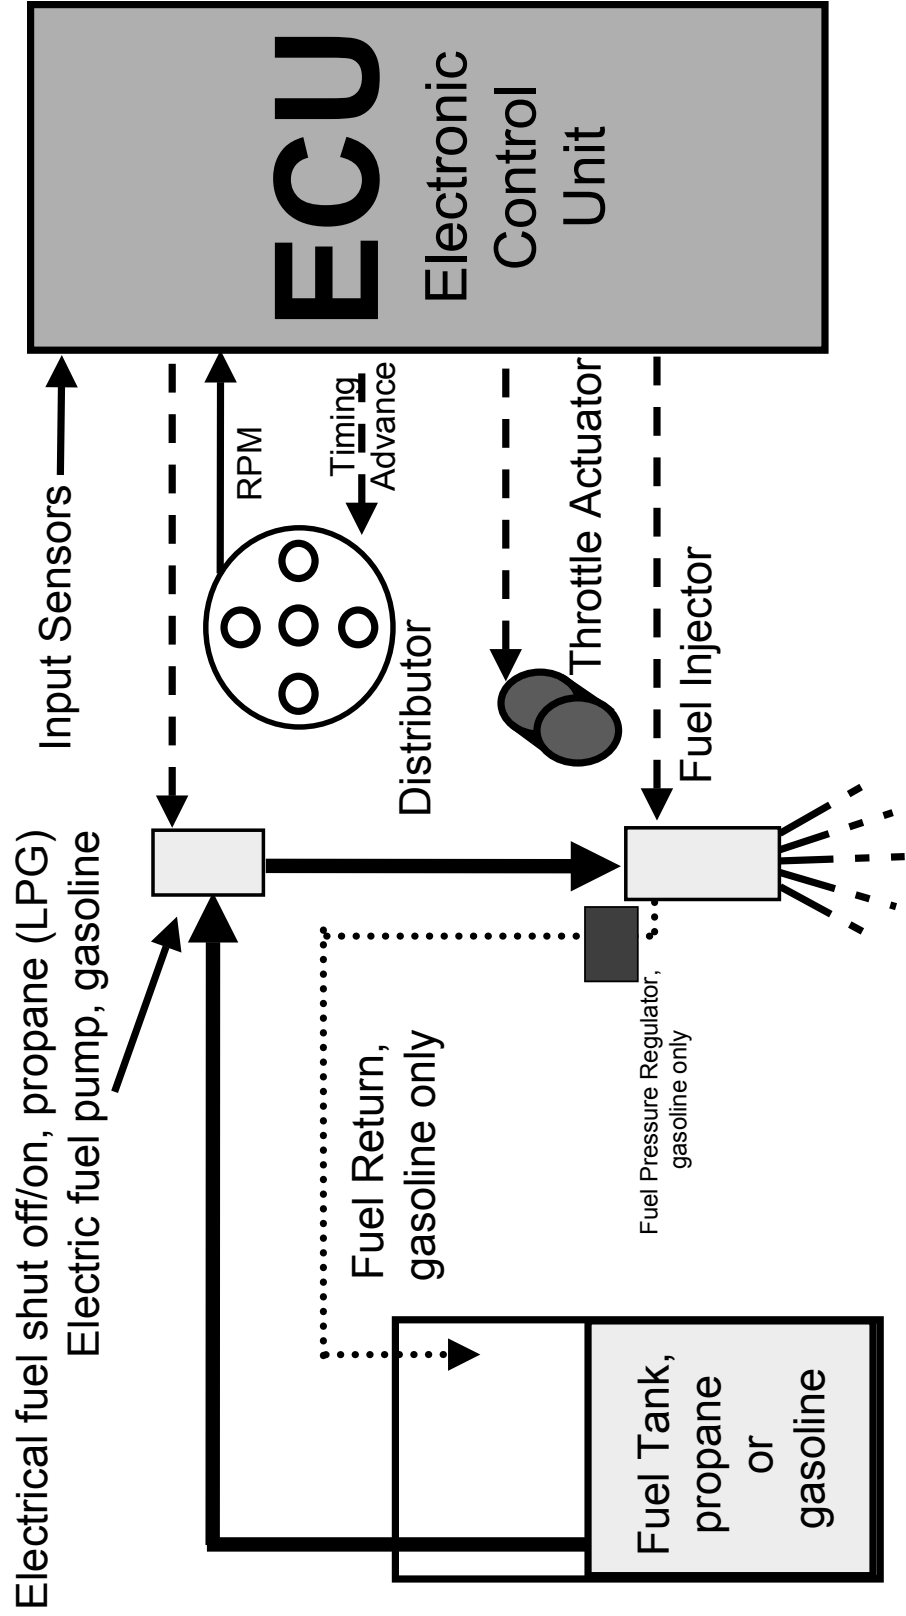 Electrical fuel shut off/on, propane (LPG)
Electric fuel pump, gasoline
Input Sensors
RPM
Timing
Advance
Distributor
ECU
Electronic
Control
Unit
Throttle Actuator
Fuel Injector
Fuel Return,
gasoline only
Fuel Pressure Regulator,
gasoline only
Fuel Tank,
propane
or
gasoline